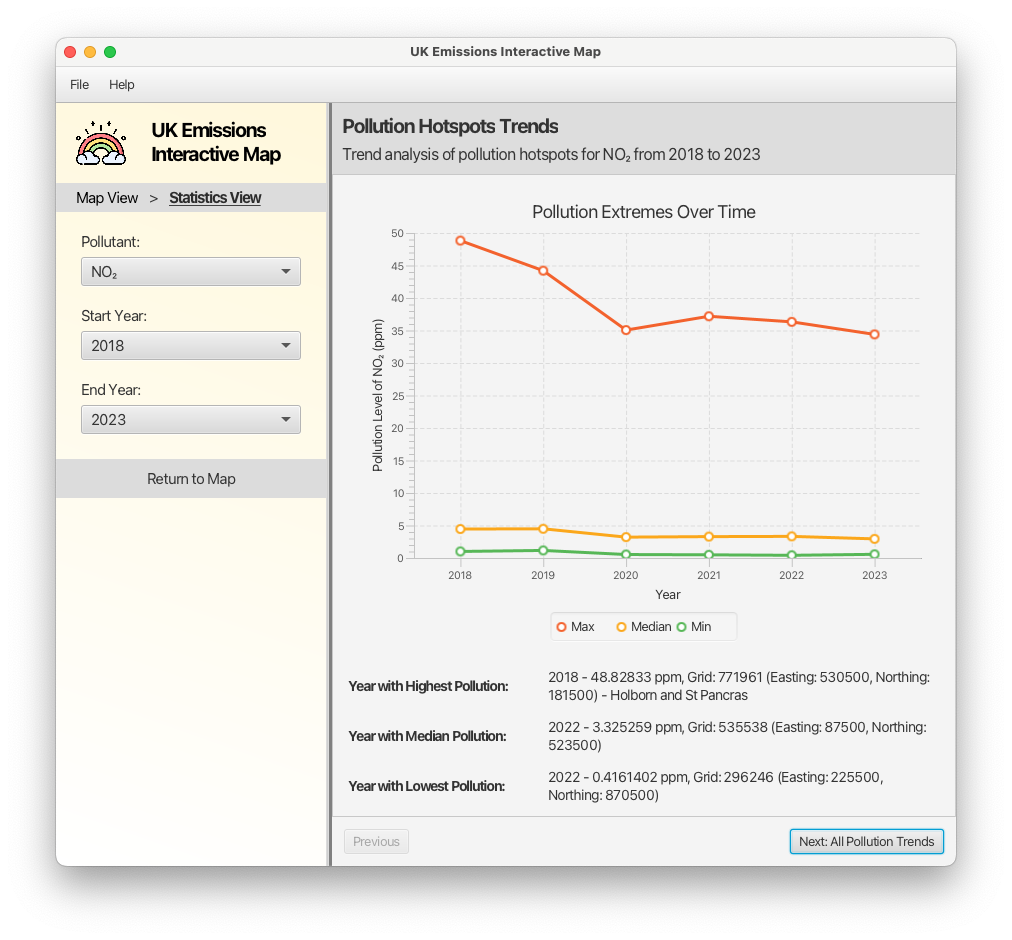 UK Emissions Interactive Map
File Help
UK Emissions
Interactive Map
Map View > Statistics View
Pollutant:
NO₂
Start Year:
2018
End Year:
2023
Return to Map
Pollution Hotspots Trends
Trend analysis of pollution hotspots for NO₂ from 2018 to 2023
Pollution Extremes Over Time
Pollution Level of NO₂ (ppm)
50
45
40
35
30
25
20
15
10
5
0
2018 2019 2020 2021 2022 2023
Year
Max Median Min
Year with Highest Pollution:
2018 - 48.82833 ppm, Grid: 771961 (Easting: 530500, Northing:
181500) - Holborn and St Pancras
Year with Median Pollution:
2022 - 3.325259 ppm, Grid: 535538 (Easting: 87500, Northing:
523500)
Year with Lowest Pollution:
2022 - 0.4161402 ppm, Grid: 296246 (Easting: 225500,
Northing: 870500)
Previous
Next: All Pollution Trends